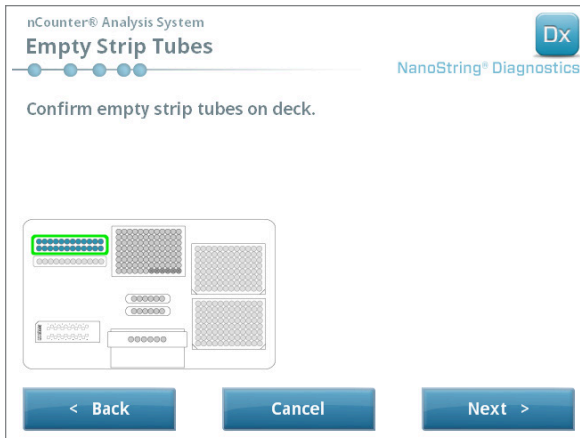 nCounter® Analysis System
Empty Strip Tubes
Dx
NanoString® Diagnostics
Confirm empty strip tubes on deck.
< Back
Cancel
Next >